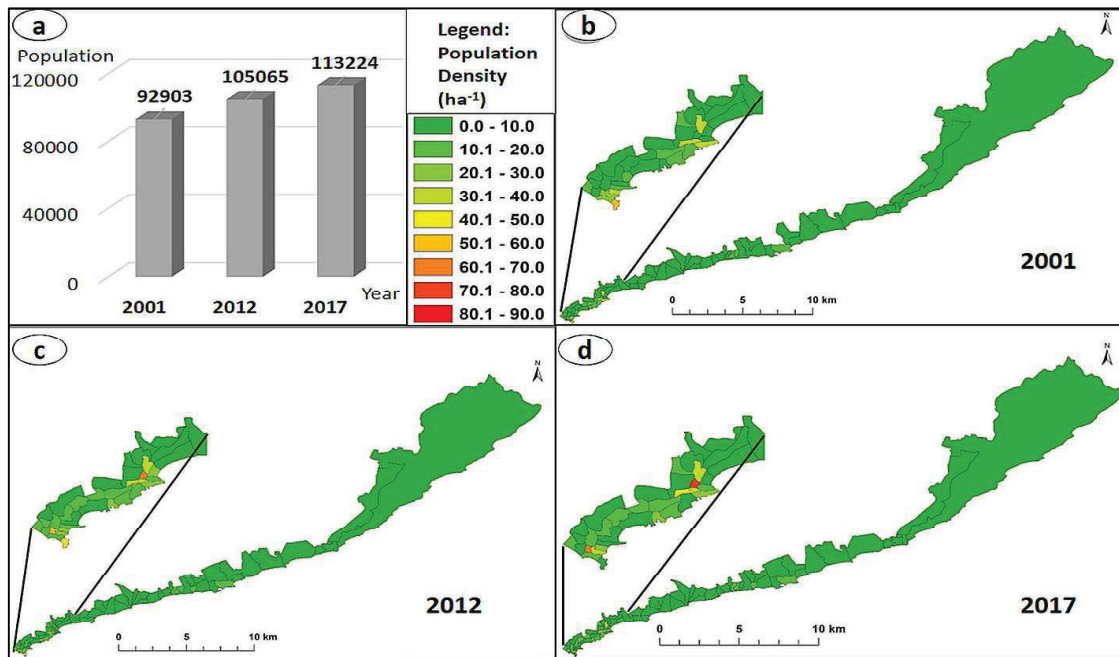 a
Population
120000
80000
40000
0
92903
105065
113224
2001 2012 2017
Year
Legend:
Population
Density
(ha⁻¹)
0.0 - 10.0
10.1 - 20.0
20.1 - 30.0
30.1 - 40.0
40.1 - 50.0
50.1 - 60.0
60.1 - 70.0
70.1 - 80.0
80.1 - 90.0
b
N
2001
0 5 10 km
c
N
2012
0 5 10 km
d
N
2017
0 5 10 km